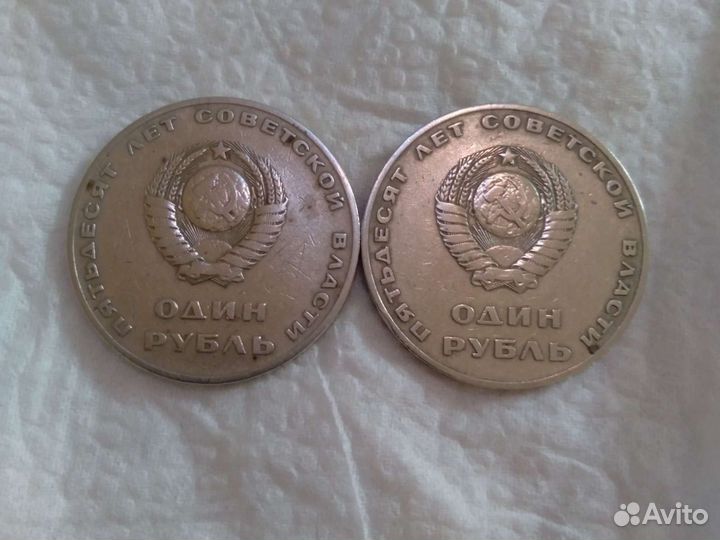 ПЯТЬДЕСЯТ ЛЕТ СОВЕТСКОЙ ВЛАСТИ
ОДИН
РУБЛЬ
ПЯТЬДЕСЯТ ЛЕТ СОВЕТСКОЙ ВЛАСТИ
ОДИН
РУБЛЬ
Avito